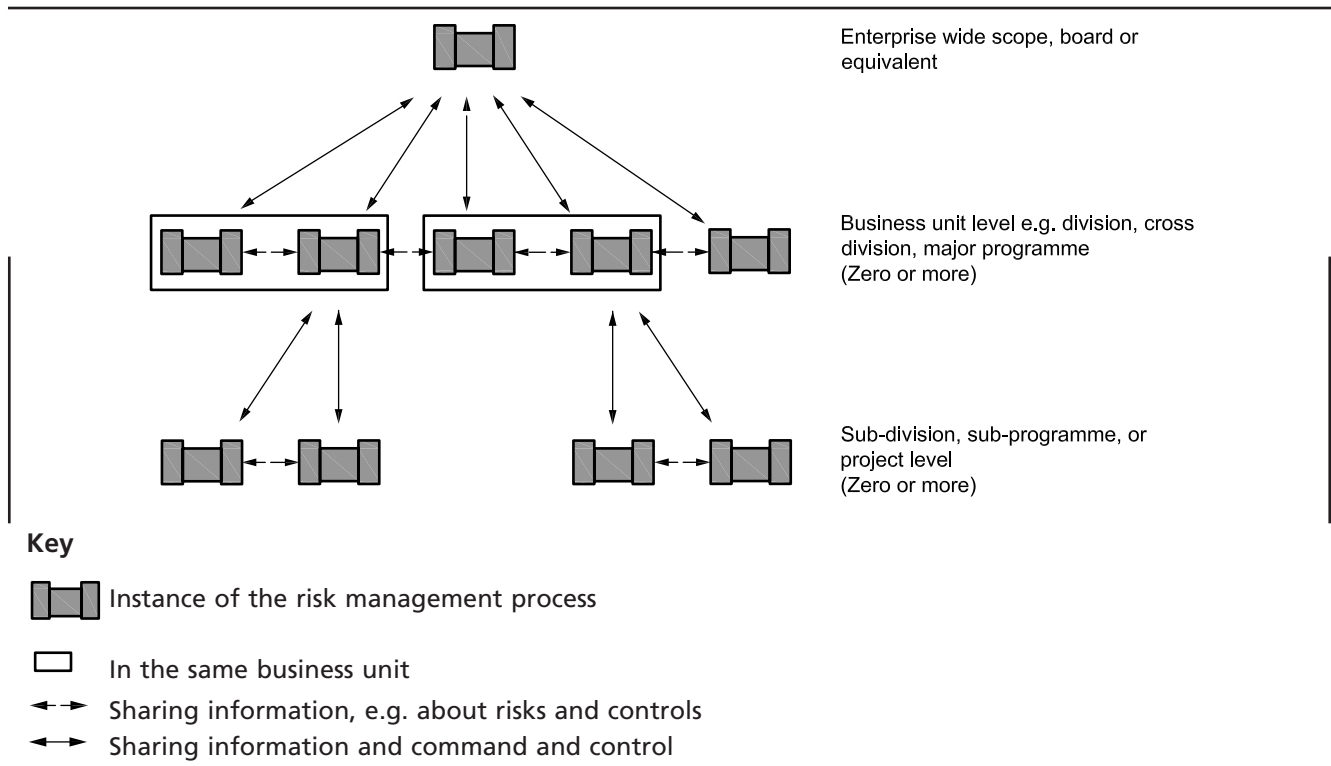 Enterprise wide scope, board or
equivalent
Business unit level e.g. division, cross
division, major programme
(Zero or more)
Sub-division, sub-programme, or
project level
(Zero or more)
Key
Instance of the risk management process
In the same business unit
Sharing information, e.g. about risks and controls
Sharing information and command and control